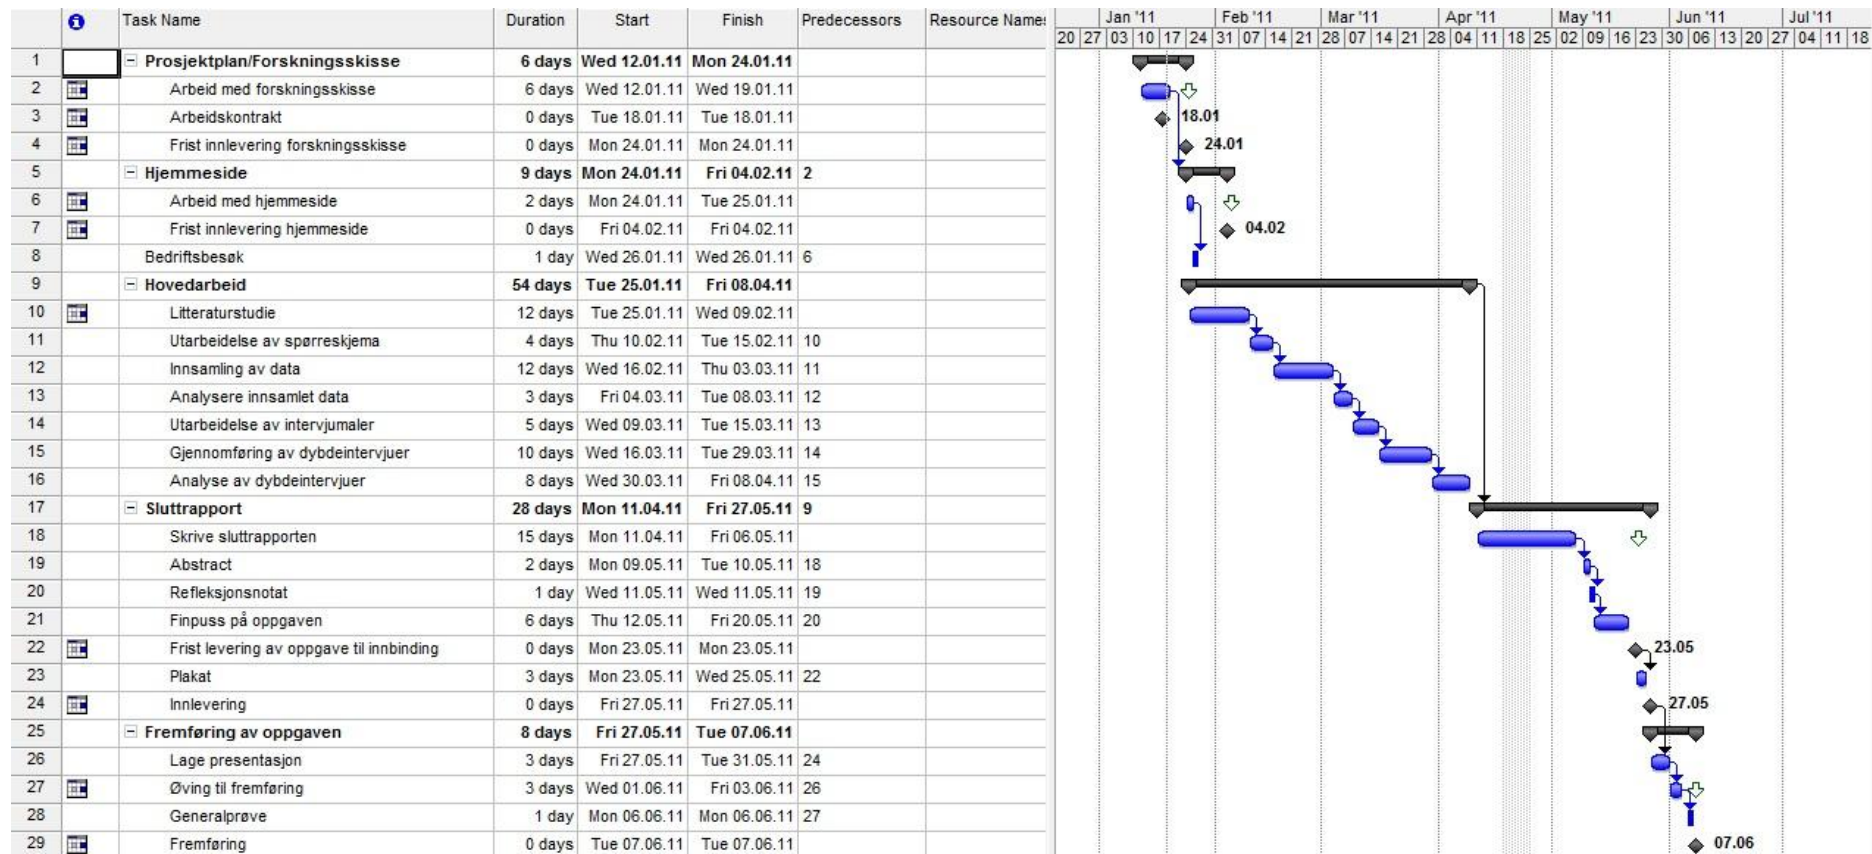 Task Name Duration Start Finish Predecessors Resource Names Jan '11 Feb '11 Mar '11 Apr '11 May '11 Jun '11 Jul '11
20 27 03 10 17 24 31 07 14 21 28 07 14 21 28 04 11 18 25 02 09 16 23 30 06 13 20 27 04 11 18
1 Prosjektplan/Forskningsskisse 6 days Wed 12.01.11 Mon 24.01.11
2 Arbeid med forskningsskisse 6 days Wed 12.01.11 Wed 19.01.11
3 Arbeidskontrakt 0 days Tue 18.01.11 Tue 18.01.11 18.01
4 Frist innlevering forskningsskisse 0 days Mon 24.01.11 Mon 24.01.11 24.01
5 Hjemmeside 9 days Mon 24.01.11 Fri 04.02.11 2
6 Arbeid med hjemmeside 2 days Mon 24.01.11 Tue 25.01.11
7 Frist innlevering hjemmeside 0 days Fri 04.02.11 Fri 04.02.11 04.02
8 Bedriftsbesøk 1 day Wed 26.01.11 Wed 26.01.11 6
9 Hovedarbeid 54 days Tue 25.01.11 Fri 08.04.11
10 Litteraturstudie 12 days Tue 25.01.11 Wed 09.02.11
11 Utarbeidelse av spørreskjema 4 days Thu 10.02.11 Tue 15.02.11 10
12 Innsamling av data 12 days Wed 16.02.11 Thu 03.03.11 11
13 Analysere innsamlet data 3 days Fri 04.03.11 Tue 08.03.11 12
14 Utarbeidelse av intervjumaler 5 days Wed 09.03.11 Tue 15.03.11 13
15 Gjennomføring av dybdeintervjuer 10 days Wed 16.03.11 Tue 29.03.11 14
16 Analyse av dybdeintervjuer 8 days Wed 30.03.11 Fri 08.04.11 15
17 Sluttrapport 28 days Mon 11.04.11 Fri 27.05.11 9
18 Skrive sluttrapporten 15 days Mon 11.04.11 Fri 06.05.11
19 Abstract 2 days Mon 09.05.11 Tue 10.05.11 18
20 Refleksjonsnotat 1 day Wed 11.05.11 Wed 11.05.11 19
21 Finpuss på oppgaven 6 days Thu 12.05.11 Fri 20.05.11 20
22 Frist levering av oppgave til innbinding 0 days Mon 23.05.11 Mon 23.05.11 23.05
23 Plakat 3 days Mon 23.05.11 Wed 25.05.11 22
24 Innlevering 0 days Fri 27.05.11 Fri 27.05.11 27.05
25 Fremføring av oppgaven 8 days Fri 27.05.11 Tue 07.06.11
26 Lage presentasjon 3 days Fri 27.05.11 Tue 31.05.11 24
27 Øving til fremføring 3 days Wed 01.06.11 Fri 03.06.11 26
28 Generalprøve 1 day Mon 06.06.11 Mon 06.06.11 27
29 Fremføring 0 days Tue 07.06.11 Tue 07.06.11 07.06